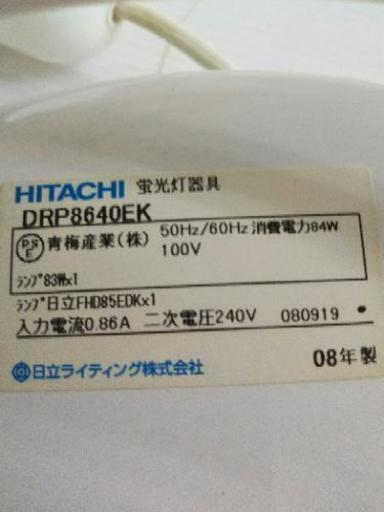 HITACHI 蛍光灯器具
DRP8640EK
PSE 青梅産業(株) 50Hz/60Hz 消費電力84W
100V
ランプ83W×1
ランプ日立FHD85EDK×1
入力電流0.86A 二次電圧240V 080919
08年製
日立ライティング株式会社